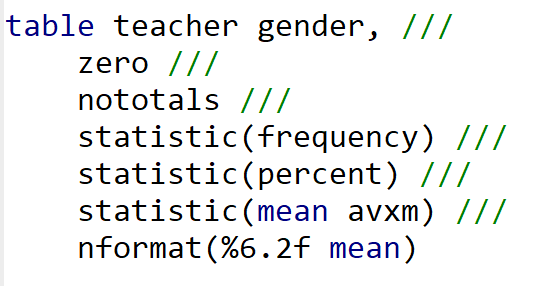 table teacher gender, ///
    zero ///
    nototals ///
    statistic(frequency) ///
    statistic(percent) ///
    statistic(mean avxm) ///
    nformat(%6.2f mean)